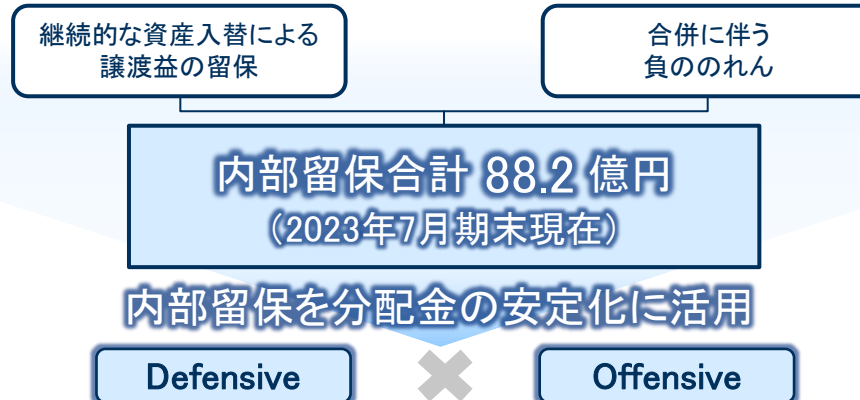 継続的な資産入替による
譲渡益の留保
合併に伴う
負ののれん
内部留保合計 88.2 億円
（2023年7月期末現在）
内部留保を分配金の安定化に活用
Defensive
Offensive